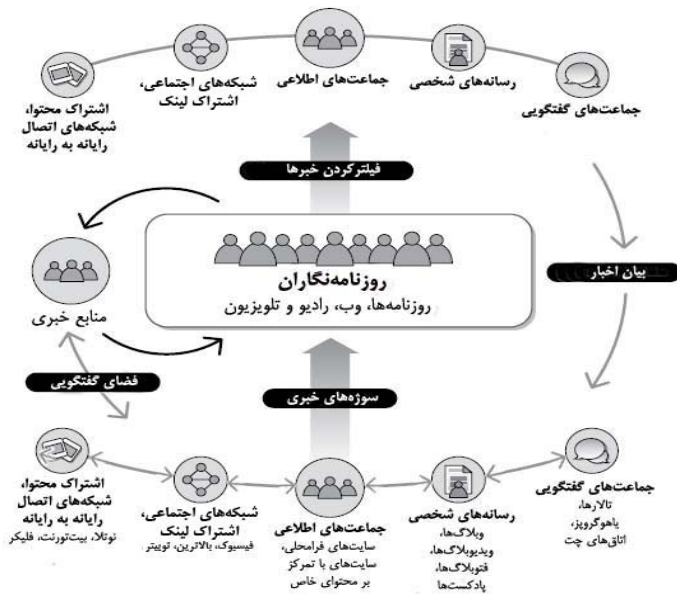 جماعت‌های اطلاعی
شبکه‌های اجتماعی،
اشتراک لینک
رسانه‌های شخصی
اشتراک محتوا،
شبکه‌های اتصال
رایانه به رایانه
جماعت‌های گفتگویی
فیلترکردن خبرها
روزنامه‌نگاران
روزنامه‌ها، وب، رادیو و تلویزیون
بیان اخبار
منابع خبری
فضای گفتگویی
سوژه‌های خبری
جماعت‌های گفتگویی
تالارها،
یاهوگروپز،
اتاق‌های چت
رسانه‌های شخصی
وبلاگ‌ها،
ویدیوبلاگ‌ها،
فتوبلاگ‌ها،
پادکست‌ها
جماعت‌های اطلاعی
سایت‌های فرامحلی،
سایت‌های با تمرکز
بر محتوای خاص
شبکه‌های اجتماعی،
اشتراک لینک
فیسبوک، بالاترین، توییتر
اشتراک محتوا،
شبکه‌های اتصال
رایانه به رایانه
نوتلا، بیت‌تورنت، فلیکر